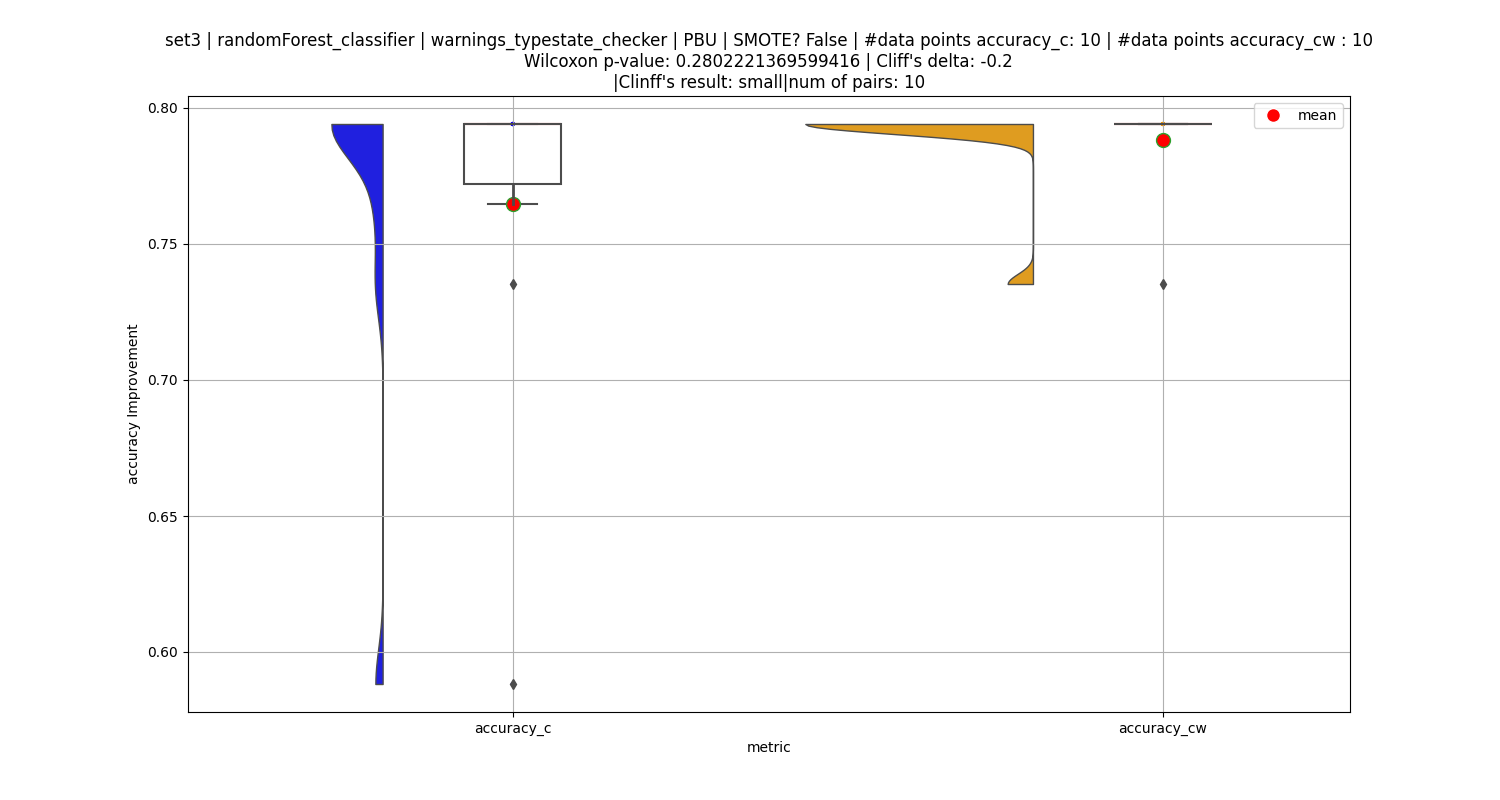 set3 | randomForest_classifier | warnings_typestate_checker | PBU | SMOTE? False | #data points accuracy_c: 10 | #data points accuracy_cw : 10
Wilcoxon p-value: 0.2802221369599416 | Cliff's delta: -0.2
|Clinff's result: small|num of pairs: 10
mean
0.80
0.75
0.70
0.65
0.60
accuracy Improvement
accuracy_c
accuracy_cw
metric